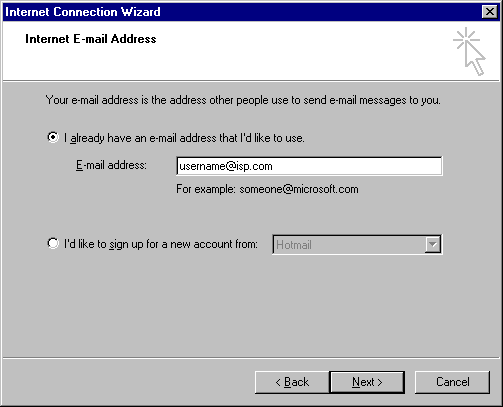 Internet Connection Wizard
Internet E-mail Address
Your e-mail address is the address other people use to send e-mail messages to you.
I already have an e-mail address that I'd like to use.
E-mail address: username@isp.com
For example: someone@microsoft.com
I'd like to sign up for a new account from: Hotmail
< Back Next > Cancel